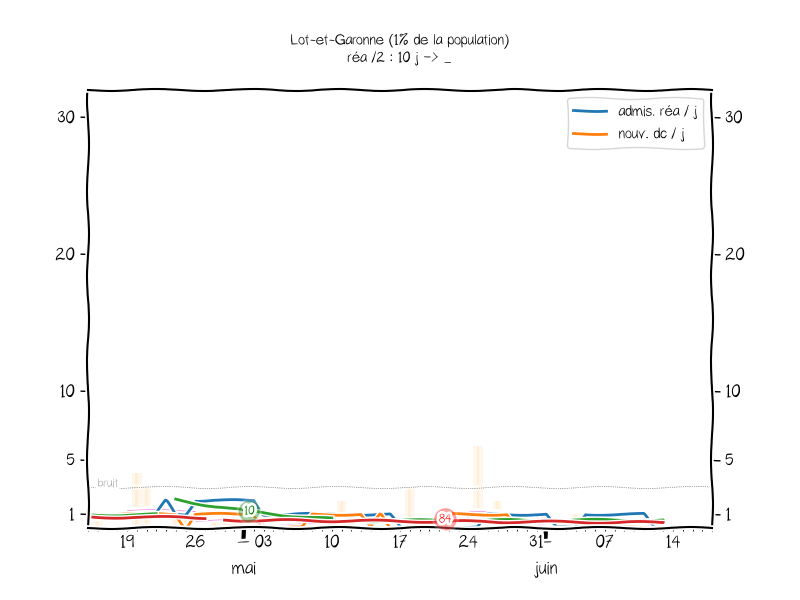 Lot-et-Garonne (1% de la population)
réa /2 : 10 j -> _
admis. réa / j
nouv. dc / j
30
30
20
20
10
10
5
5
bruit
1
1
10
84
19 26 03 10 17 24 31 07 14
mai juin